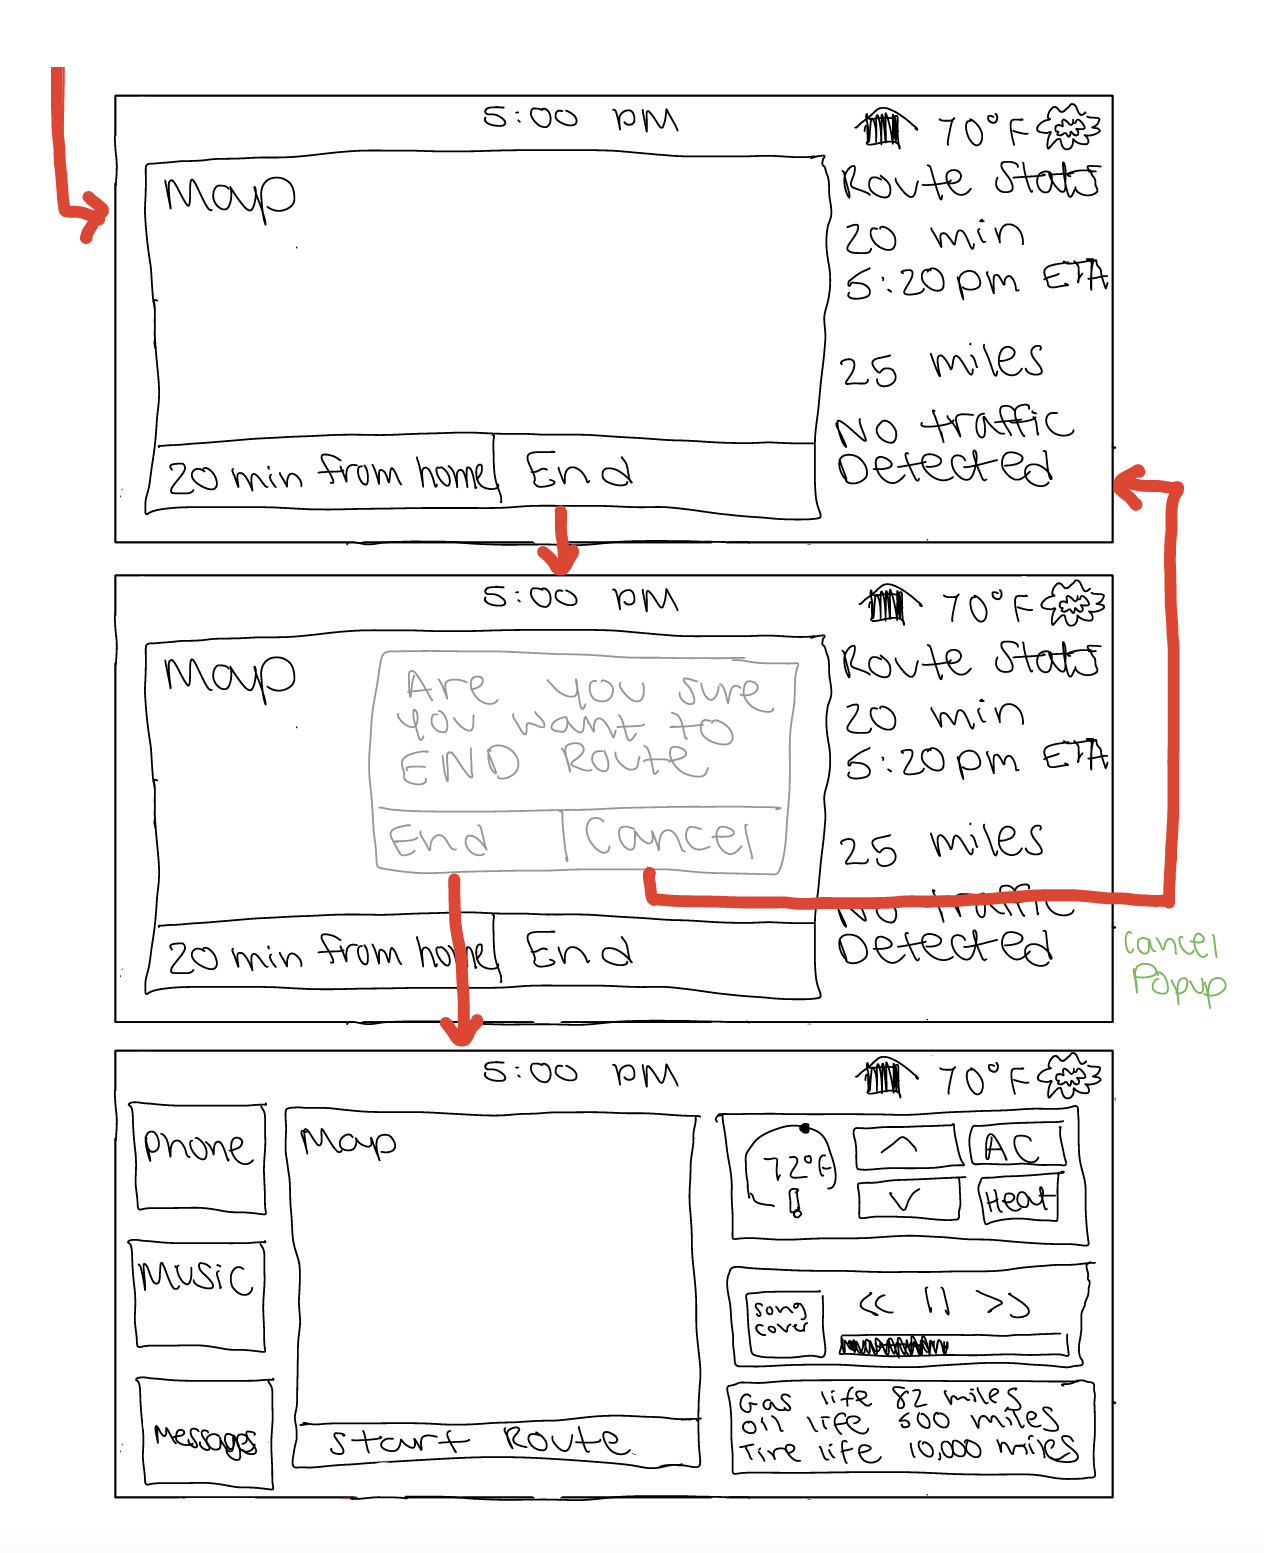 5:00 PM
70°F
Map
Route Stats
20 min
5:20pm ETA
25 miles
No traffic
Detected
20 min from home
End
5:00 PM
70°F
Map
Are you sure
you want to
END Route
End
Cancel
Route Stats
20 min
5:20pm ETA
25 miles
No traffic
Detected
20 min from home
End
Cancel
Popup
5:00 PM
70°F
Phone
Music
Messages
Map
Start Route
72°F
^
AC
V
Heat
Song
cover
<< || >>
Gas life 82 miles
Oil life 500 miles
Tire life 10,000 miles